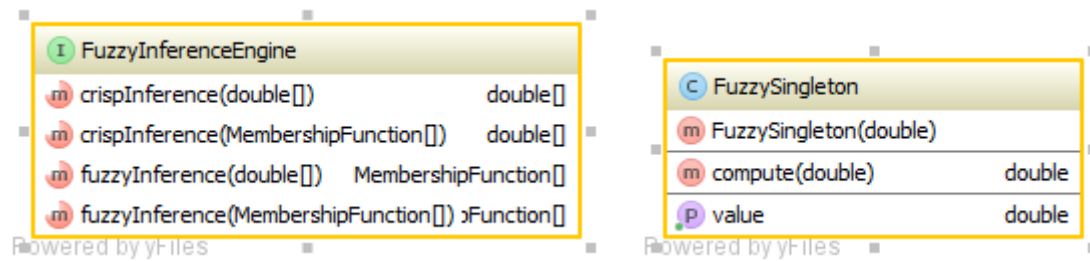 I FuzzyInferenceEngine
m crispInference(double[]) double[]
m crispInference(MembershipFunction[]) double[]
m fuzzyInference(double[]) MembershipFunction[]
m fuzzyInference(MembershipFunction[]) pFunction[]
Powered by yFiles
C FuzzySingleton
m FuzzySingleton(double)
m compute(double) double
P value double
Powered by yFiles